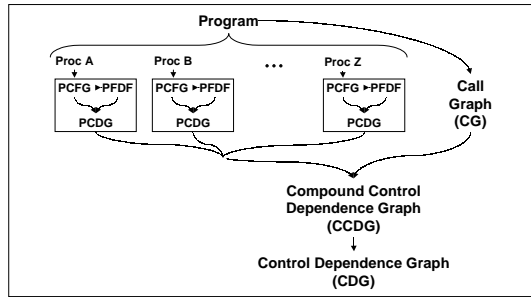 Program
Proc A
Proc B
...
Proc Z
PCFG PFDF
PCDG
PCFG PFDF
PCDG
PCFG PFDF
PCDG
Call
Graph
(CG)
Compound Control
Dependence Graph
(CCDG)
Control Dependence Graph
(CDG)